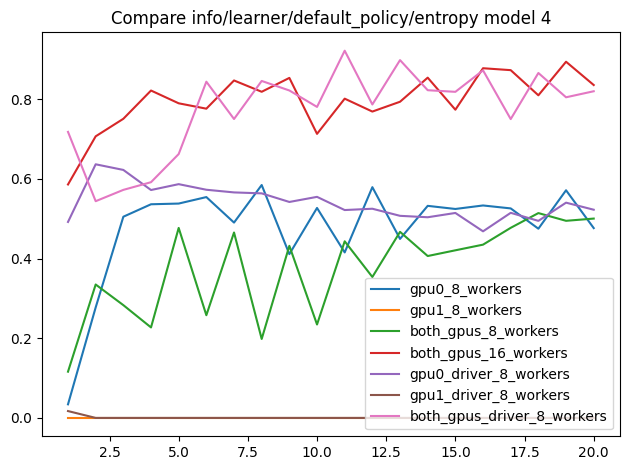 Compare info/learner/default_policy/entropy model 4
0.8
0.6
0.4
0.2
0.0
gpu0_8_workers
gpu1_8_workers
both_gpus_8_workers
both_gpus_16_workers
gpu0_driver_8_workers
gpu1_driver_8_workers
both_gpus_driver_8_workers
2.5 5.0 7.5 10.0 12.5 15.0 17.5 20.0